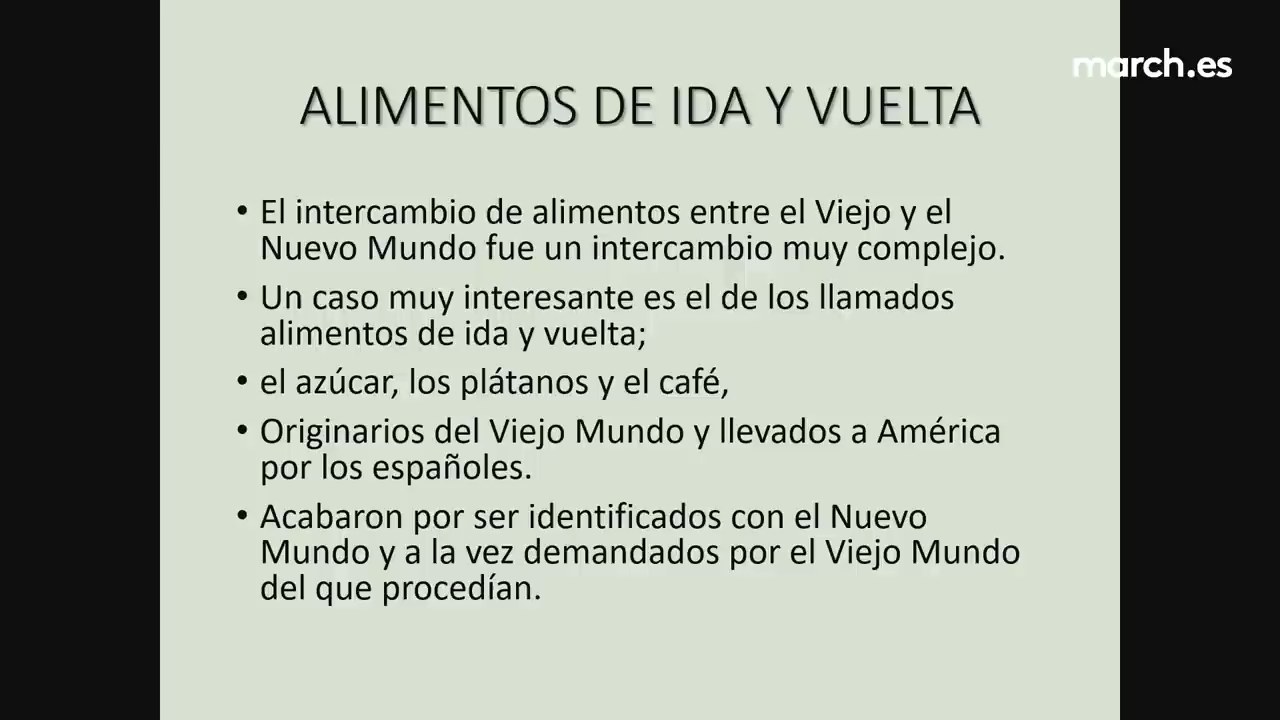 march.es
ALIMENTOS DE IDA Y VUELTA
• El intercambio de alimentos entre el Viejo y el
Nuevo Mundo fue un intercambio muy complejo.
• Un caso muy interesante es el de los llamados
alimentos de ida y vuelta;
• el azúcar, los plátanos y el café,
• Originarios del Viejo Mundo y llevados a América
por los españoles.
• Acabaron por ser identificados con el Nuevo
Mundo y a la vez demandados por el Viejo Mundo
del que procedían.